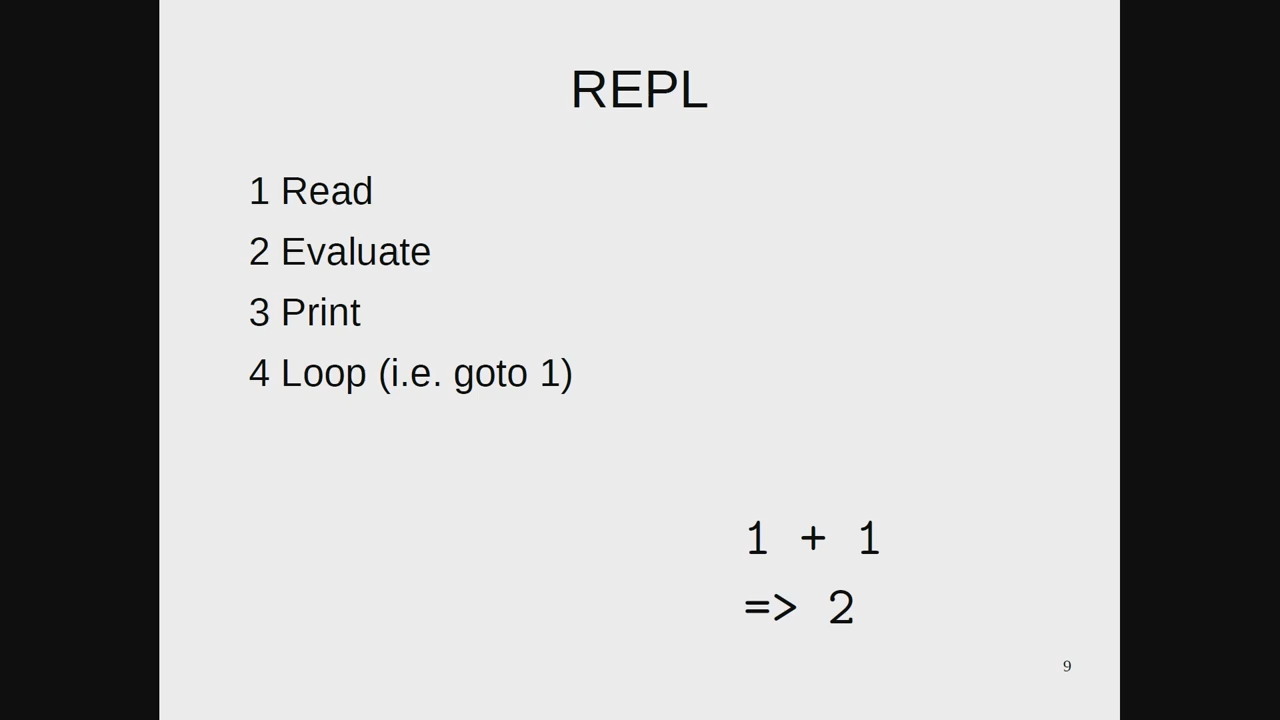 REPL
1 Read
2 Evaluate
3 Print
4 Loop (i.e. goto 1)
1 + 1
=> 2
9